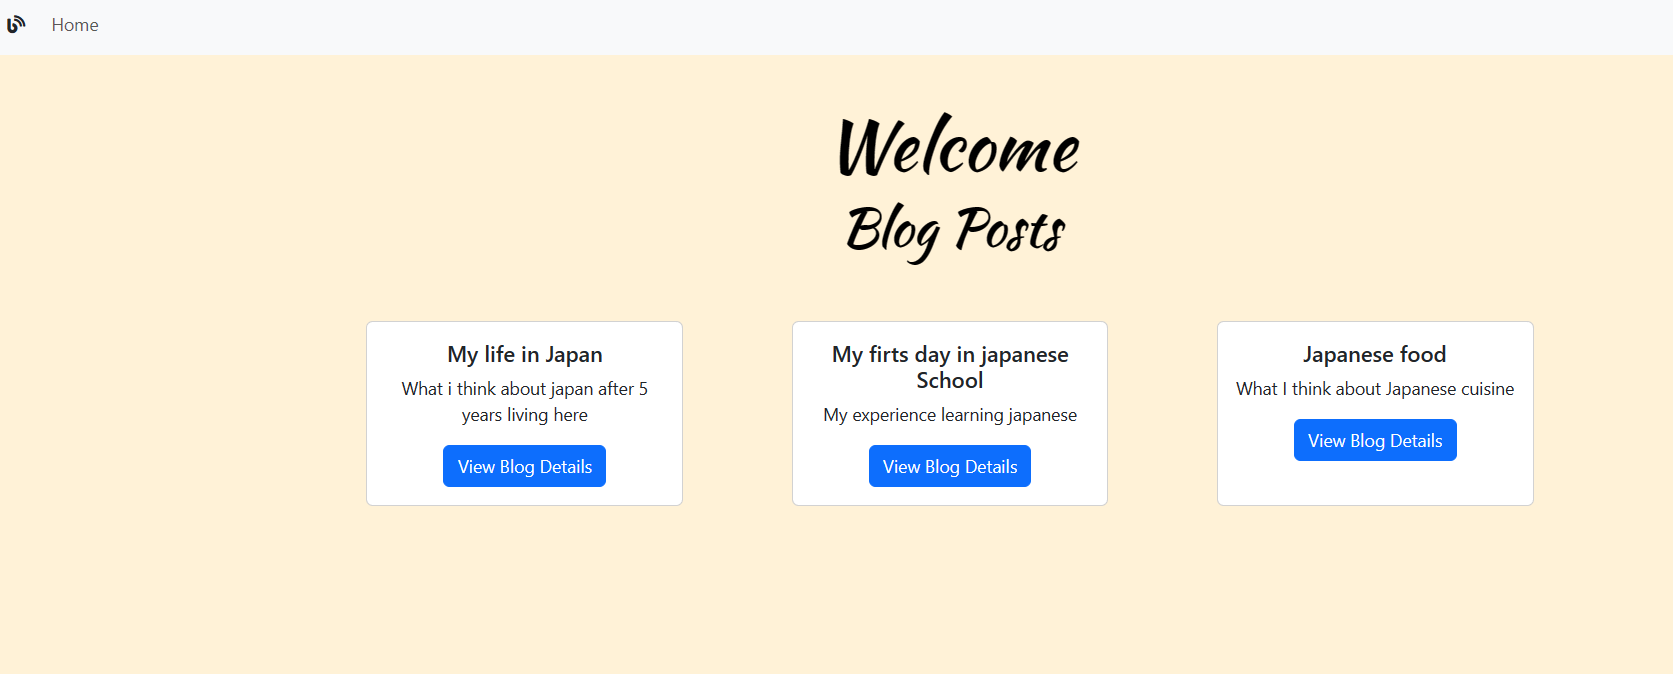 Home
Welcome
Blog Posts
My life in Japan
What i think about japan after 5
years living here
View Blog Details
My firts day in japanese
School
My experience learning japanese
View Blog Details
Japanese food
What I think about Japanese cuisine
View Blog Details